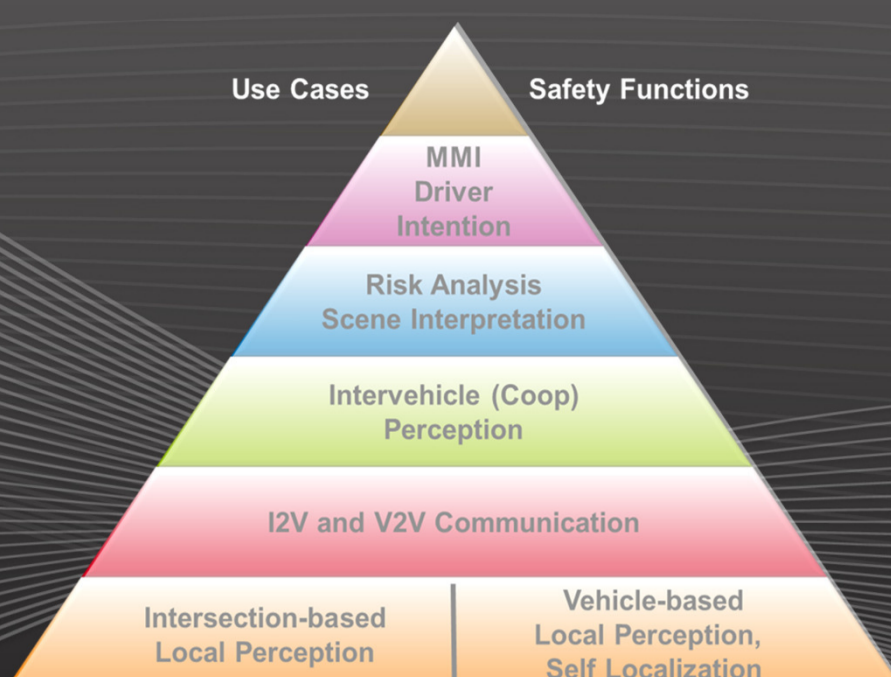 Use Cases
Safety Functions
MMI
Driver
Intention
Risk Analysis
Scene Interpretation
Intervehicle (Coop)
Perception
I2V and V2V Communication
Intersection-based
Local Perception
Vehicle-based
Local Perception,
Self Localization